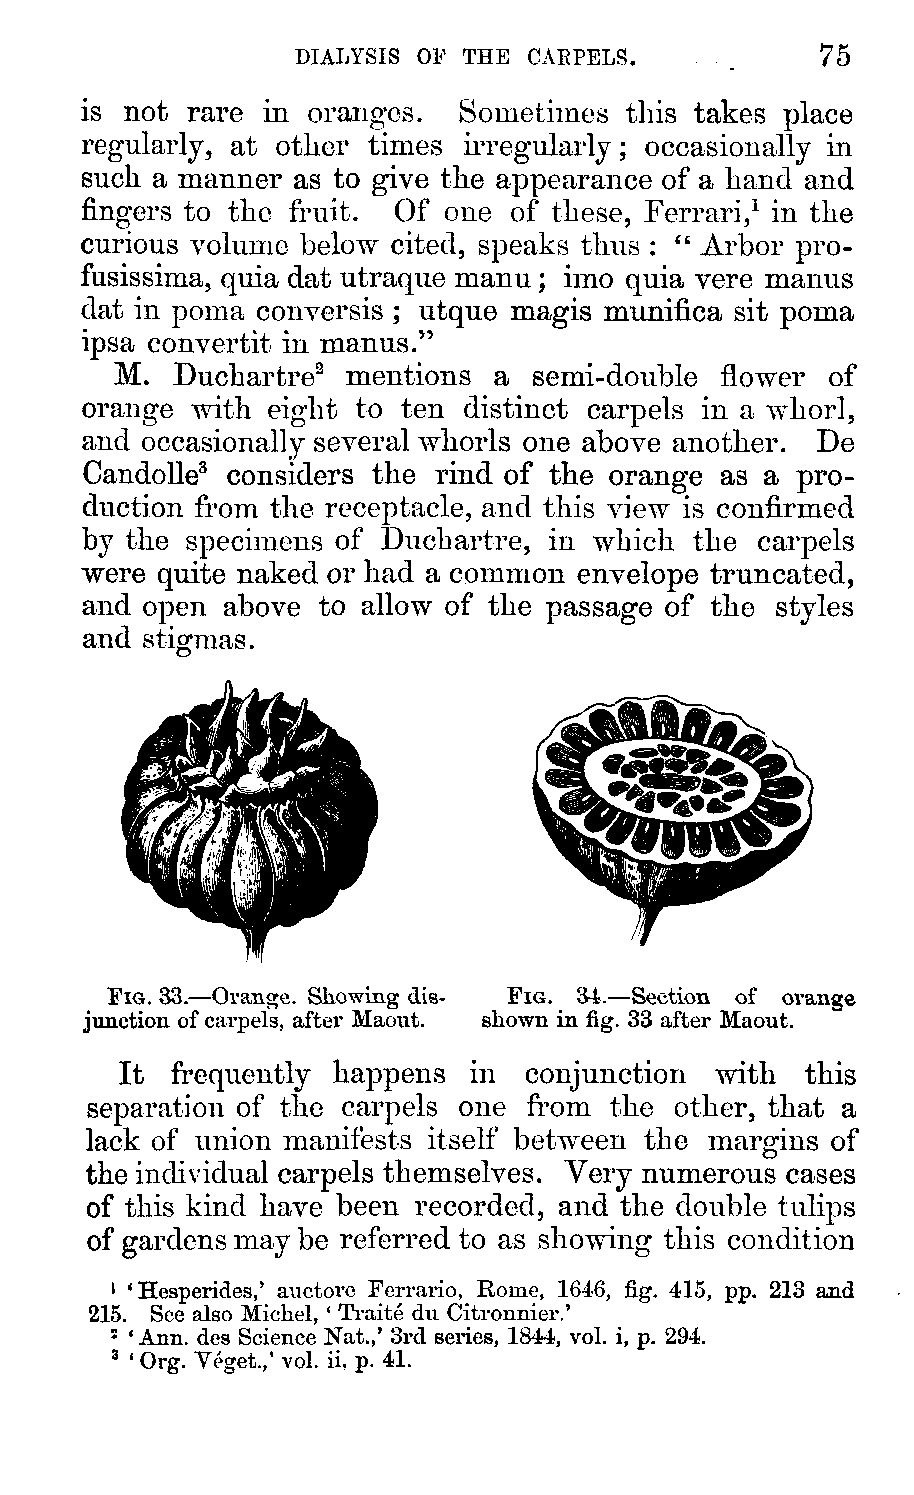 DIALYSIS OF THE CARPELS. 75
is not rare in oranges. Sometimes this takes place
regularly, at other times irregularly; occasionally in
such a manner as to give the appearance of a hand and
fingers to the fruit. Of one of these, Ferrari,¹ in the
curious volume below cited, speaks thus: “ Arbor pro-
fusissima, quia dat utraque manu; imo quia vere manus
dat in poma conversis; utque magis munifica sit poma
ipsa convertit in manus.”
M. Duchartre² mentions a semi-double flower of
orange with eight to ten distinct carpels in a whorl,
and occasionally several whorls one above another. De
Candolle³ considers the rind of the orange as a pro-
duction from the receptacle, and this view is confirmed
by the specimens of Duchartre, in which the carpels
were quite naked or had a common envelope truncated,
and open above to allow of the passage of the styles
and stigmas.
FIG. 33.—Orange. Showing dis-
junction of carpels, after Maout.
FIG. 34.—Section of orange
shown in fig. 33 after Maout.
It frequently happens in conjunction with this
separation of the carpels one from the other, that a
lack of union manifests itself between the margins of
the individual carpels themselves. Very numerous cases
of this kind have been recorded, and the double tulips
of gardens may be referred to as showing this condition
¹ ‘Hesperides,’ auctore Ferrario, Rome, 1646, fig. 415, pp. 213 and
215. See also Michel, ‘Traité du Citronnier.’
² ‘Ann. des Science Nat.,’ 3rd series, 1844, vol. i, p. 294.
³ ‘Org. Véget.,’ vol. ii, p. 41.